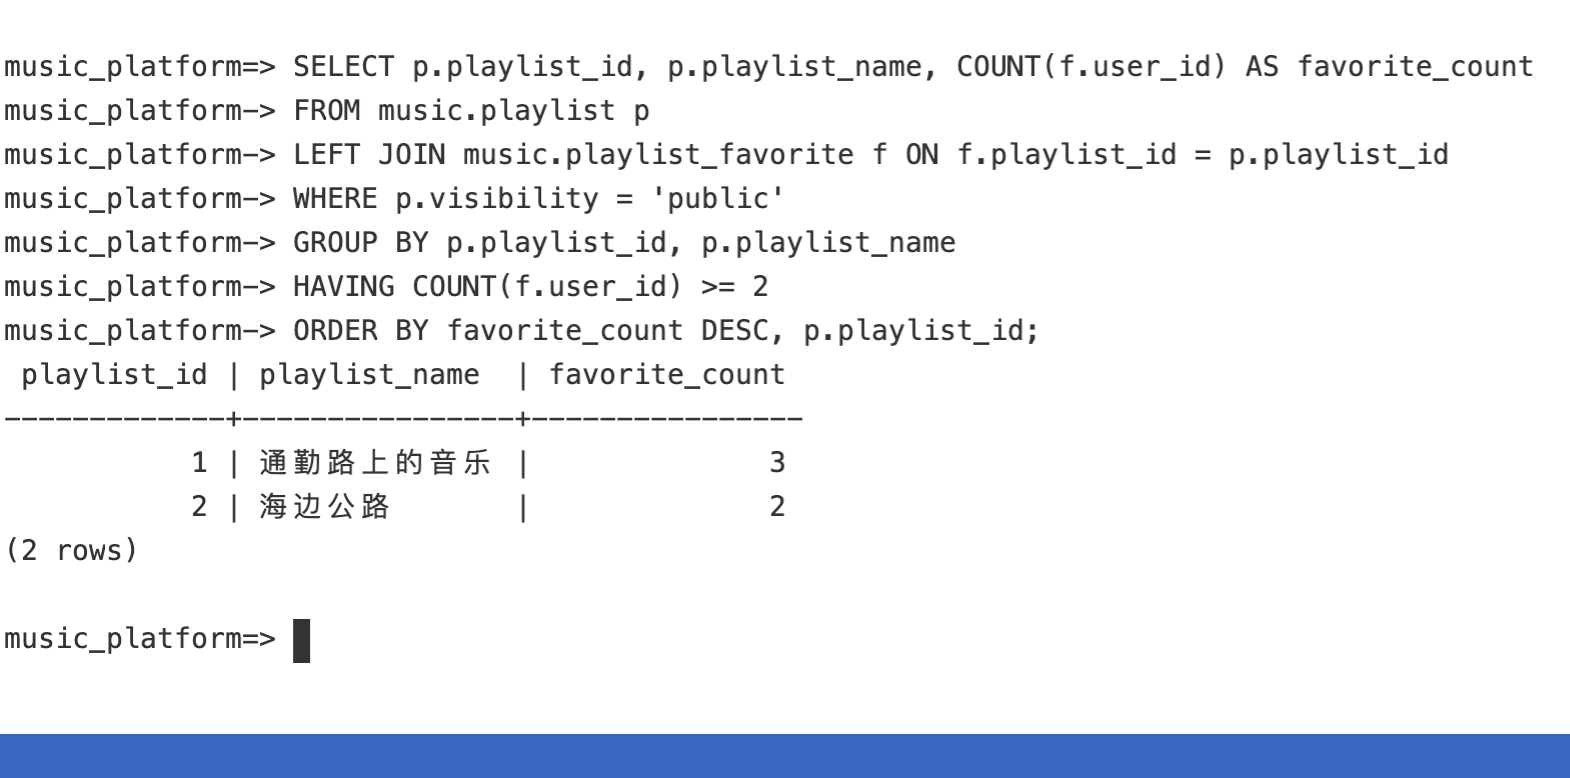 music_platform=> SELECT p.playlist_id, p.playlist_name, COUNT(f.user_id) AS favorite_count
music_platform-> FROM music.playlist p
music_platform-> LEFT JOIN music.playlist_favorite f ON f.playlist_id = p.playlist_id
music_platform-> WHERE p.visibility = 'public'
music_platform-> GROUP BY p.playlist_id, p.playlist_name
music_platform-> HAVING COUNT(f.user_id) >= 2
music_platform-> ORDER BY favorite_count DESC, p.playlist_id;
 playlist_id | playlist_name  | favorite_count
-------------+----------------+----------------
           1 | 通勤路上的音乐 |              3
           2 | 海边公路       |              2
(2 rows)
music_platform=>